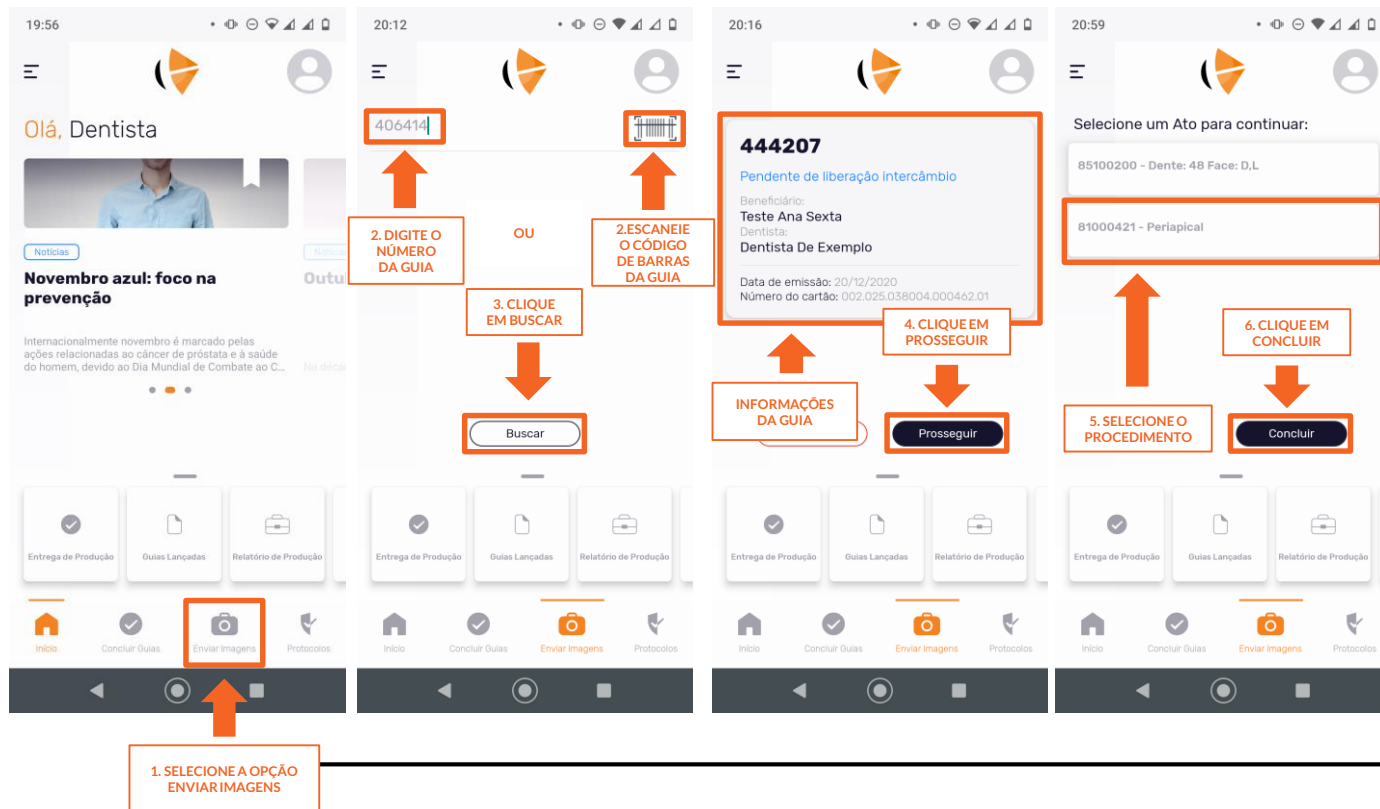 19:56
Olá, Dentista
Notícias
Notícias
Novembro azul: foco na
prevenção
Outu
Internacionalmente novembro é marcado pelas
ações relacionadas ao câncer de próstata e à saúde
do homem, devido ao Dia Mundial de Combate ao C...
Na décad
Entrega de Produção
Guias Lançadas
Relatório de Produção
Início
Concluir Guias
Enviar Imagens
Protocolos
1. SELECIONE A OPÇÃO
ENVIAR IMAGENS
20:12
406414
2. DIGITE O
NÚMERO
DA GUIA
OU
2.ESCANEIE
O CÓDIGO
DE BARRAS
DA GUIA
3. CLIQUE
EM BUSCAR
Buscar
Entrega de Produção
Guias Lançadas
Relatório de Produção
Início
Concluir Guias
Enviar Imagens
Protocolos
20:16
444207
Pendente de liberação intercâmbio
Beneficiário:
Teste Ana Sexta
Dentista:
Dentista De Exemplo
Data de emissão: 20/12/2020
Número do cartão: 002.025.038004.000462.01
4. CLIQUE EM
PROSSEGUIR
INFORMAÇÕES
DA GUIA
Prosseguir
Entrega de Produção
Guias Lançadas
Relatório de Produção
Início
Concluir Guias
Enviar Imagens
Protocolos
20:59
Selecione um Ato para continuar:
85100200 - Dente: 48 Face: D,L
81000421 - Periapical
6. CLIQUE EM
CONCLUIR
5. SELECIONE O
PROCEDIMENTO
Concluir
Entrega de Produção
Guias Lançadas
Relatório de Produção
Início
Concluir Guias
Enviar Imagens
Protocolos